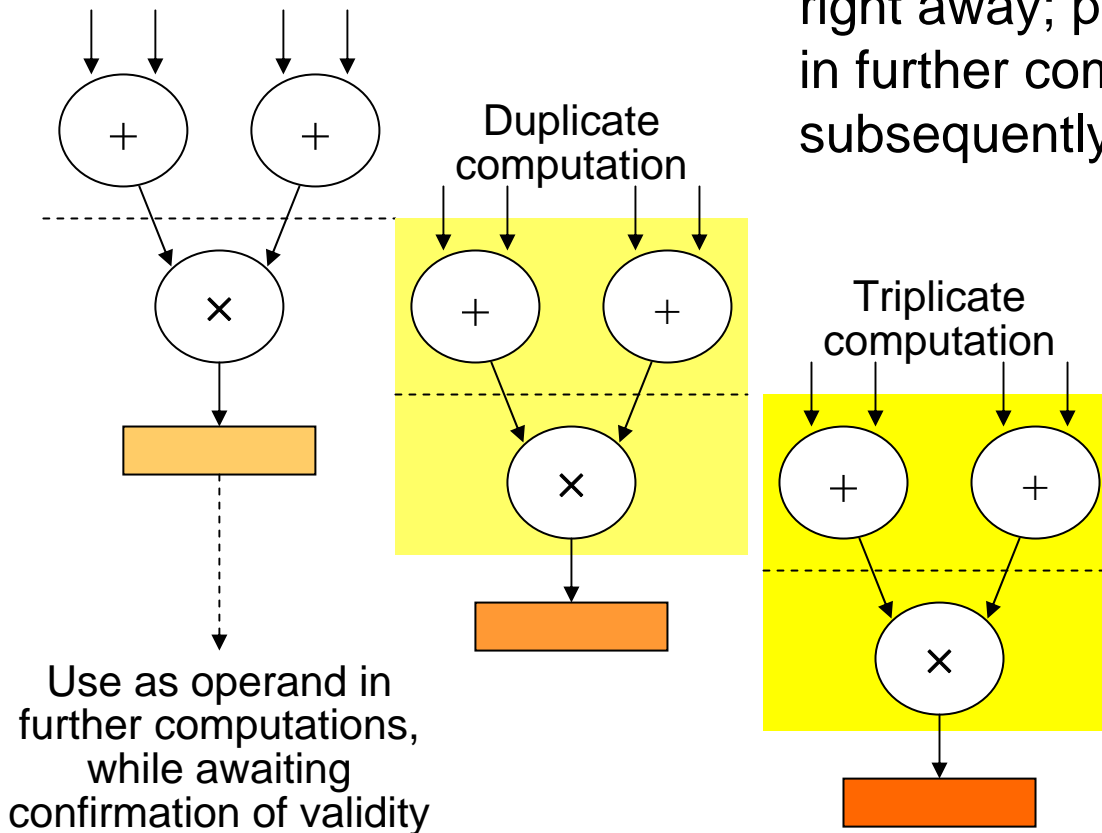 right away; p
in further com
subsequently
+ +
Duplicate
computation
×
+ +
Triplicate
computation
×
+ +
×
Use as operand in
further computations,
while awaiting
confirmation of validity